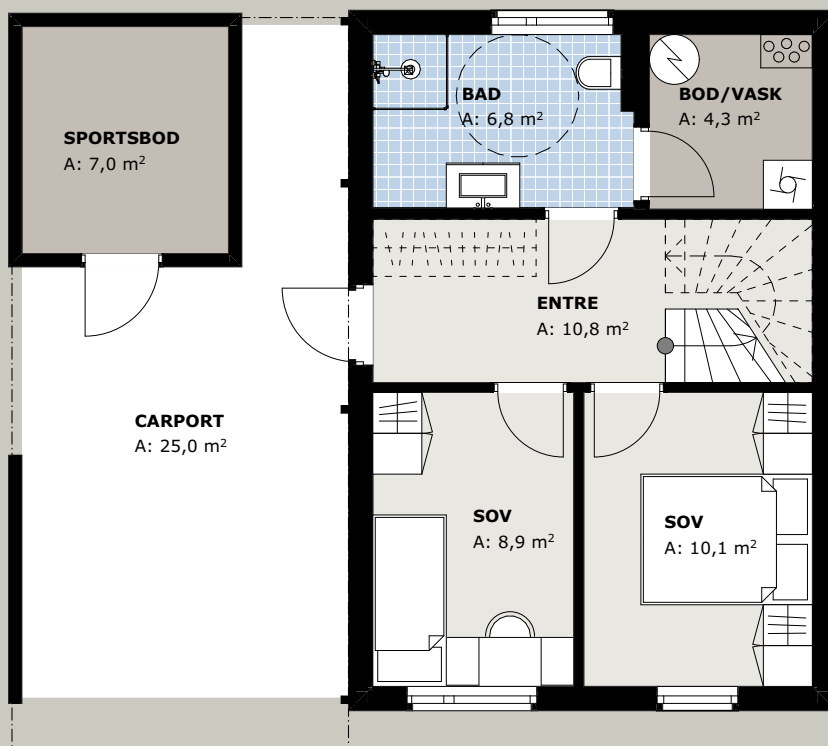 SPORTSBOD
A: 7,0 m²
BAD
A: 6,8 m²
BOD/VASK
A: 4,3 m²
ENTRE
A: 10,8 m²
CARPORT
A: 25,0 m²
SOV
A: 8,9 m²
SOV
A: 10,1 m²